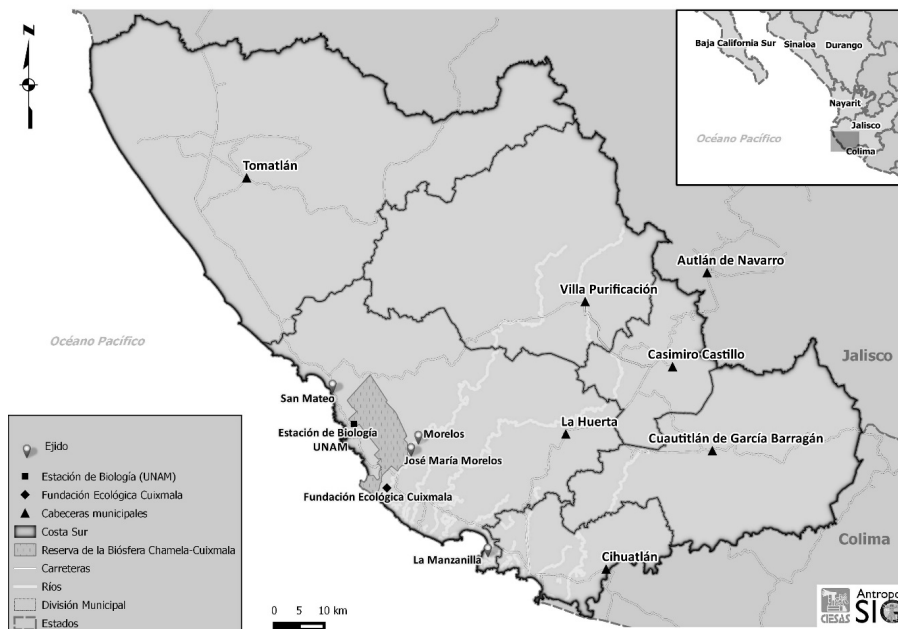 Z
Baja California Sur
Sinaloa
Durango
Nayarit
Jalisco
Océano Pacífico
Colima
Tomatlán
Autlán de Navarro
Villa Purificación
Océano Pacífico
Casimiro Castillo
Jalisco
San Mateo
La Huerta
Estación de Biología
UNAM
Morelos
Cuautitlán de García Barragán
José María Morelos
Fundación Ecológica Cuixmala
Colima
La Manzanilla
Cihuatlán
Ejido
Estación de Biología (UNAM)
Fundación Ecológica Cuixmala
Cabeceras municipales
Costa Sur
Reserva de la Biósfera Chamela-Cuixmala
Carreteras
Ríos
División Municipal
Estados
0 5 10 km
CIESAS
Antropo
SIG